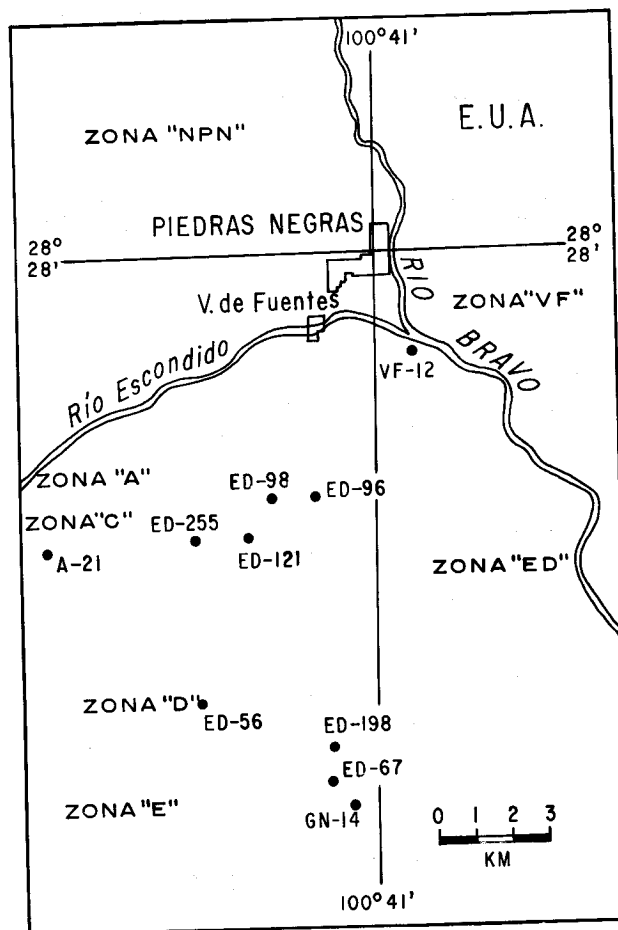 100° 41'
E.U.A.
ZONA "NPN"
PIEDRAS NEGRAS
28°
28'
28°
28'
RIO
BRAVO
ZONA "VF"
V. de Fuentes
Río Escondido
VF-12
ZONA "A"
ED-98
ED-96
ZONA "C"
ED-255
A-21
ED-121
ZONA "ED"
ZONA "D"
ED-56
ED-198
ED-67
ZONA "E"
GN-14
0 1 2 3
KM
100° 41'